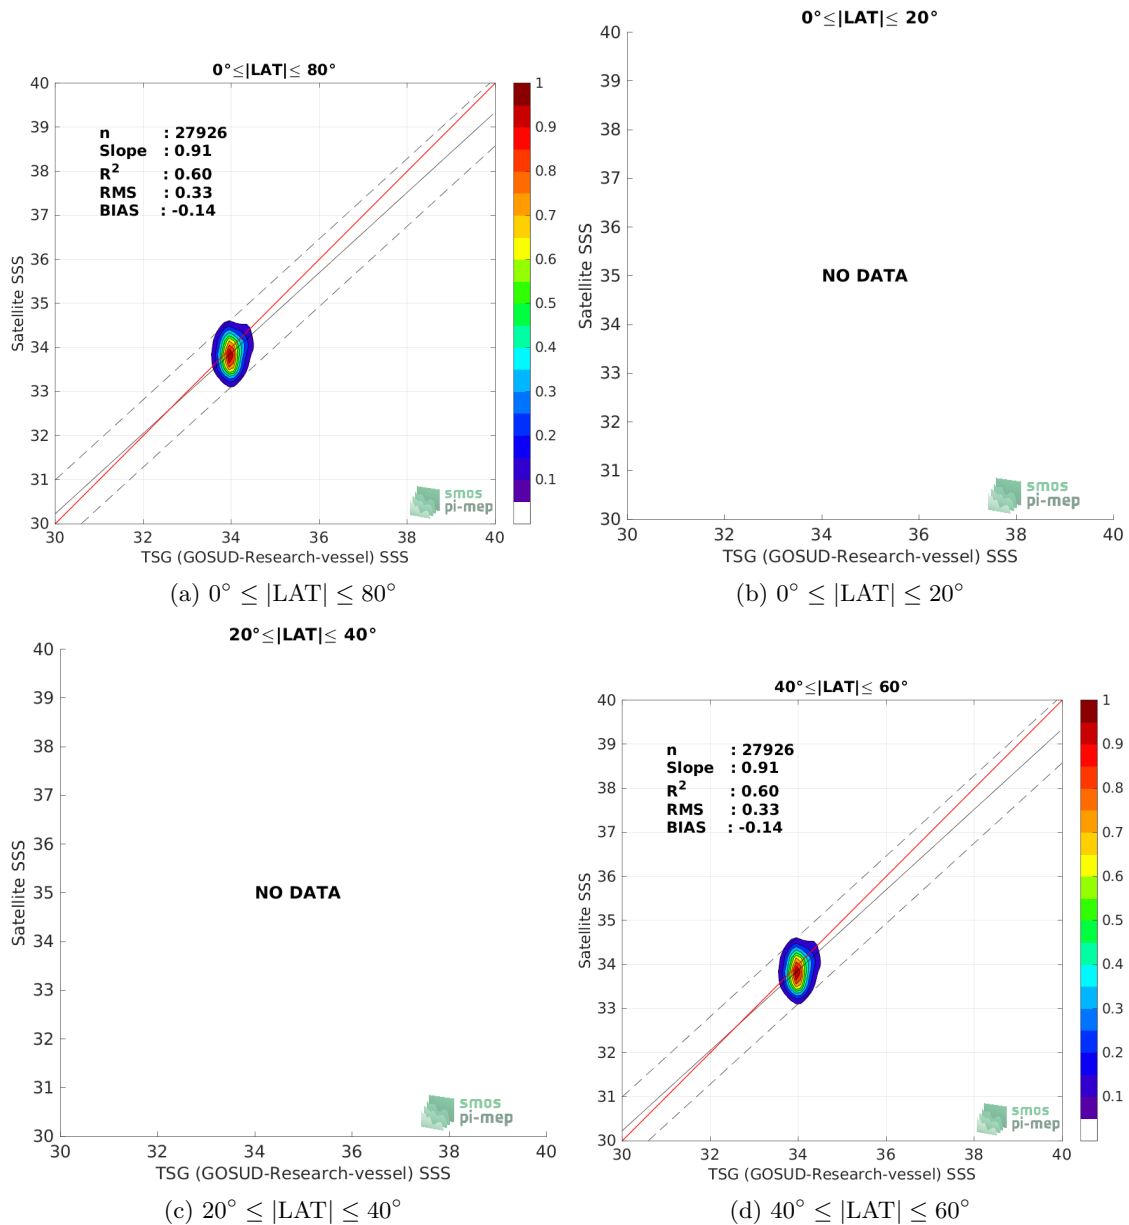 0°≤|LAT|≤ 80°
40
39
38
37
36
35
34
33
32
31
30
n : 27926
Slope : 0.91
R² : 0.60
RMS : 0.33
BIAS : -0.14
Satellite SSS
30
32
34
36
38
40
TSG (GOSUD-Research-vessel) SSS
1
0.9
0.8
0.7
0.6
0.5
0.4
0.3
0.2
0.1
smos
pi-mep
(a) 0° ≤ |LAT| ≤ 80°
0°≤|LAT|≤ 20°
40
39
38
37
36
35
34
33
32
31
30
Satellite SSS
NO DATA
smos
pi-mep
30
32
34
36
38
40
TSG (GOSUD-Research-vessel) SSS
(b) 0° ≤ |LAT| ≤ 20°
20°≤|LAT|≤ 40°
40
39
38
37
36
35
34
33
32
31
30
Satellite SSS
NO DATA
smos
pi-mep
30
32
34
36
38
40
TSG (GOSUD-Research-vessel) SSS
(c) 20° ≤ |LAT| ≤ 40°
40°≤|LAT|≤ 60°
40
39
38
37
36
35
34
33
32
31
30
n : 27926
Slope : 0.91
R² : 0.60
RMS : 0.33
BIAS : -0.14
Satellite SSS
30
32
34
36
38
40
TSG (GOSUD-Research-vessel) SSS
1
0.9
0.8
0.7
0.6
0.5
0.4
0.3
0.2
0.1
smos
pi-mep
(d) 40° ≤ |LAT| ≤ 60°